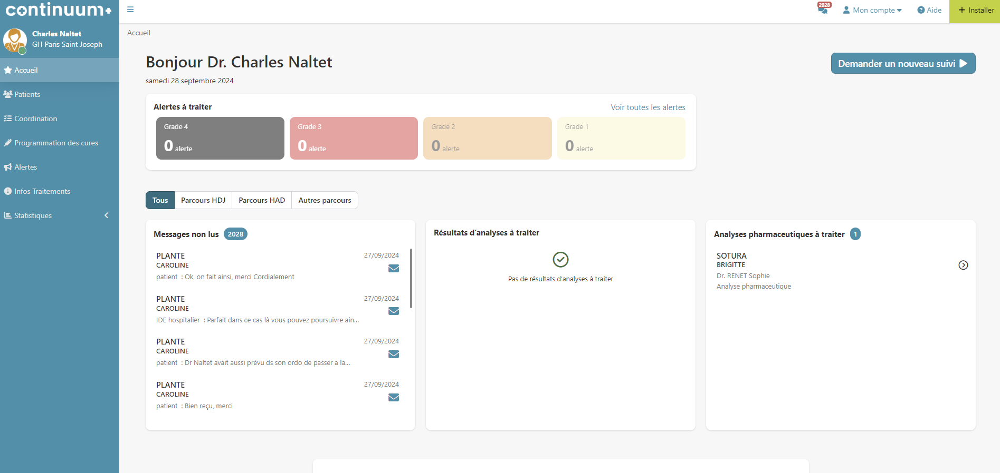 continuum+
Charles Naltet
GH Paris Saint Joseph
Accueil
Patients
Coordination
Programmation des cures
Alertes
Infos Traitements
Statistiques
2028
Mon compte
Aide
+ Installer
Accueil
Bonjour Dr. Charles Naltet
samedi 28 septembre 2024
Demander un nouveau suivi
Alertes à traiter
Voir toutes les alertes
Grade 4
0 alerte
Grade 3
0 alerte
Grade 2
0 alerte
Grade 1
0 alerte
Tous
Parcours HDJ
Parcours HAD
Autres parcours
Messages non lus 2028
PLANTE
27/09/2024
CAROLINE
patient : Ok, on fait ainsi, merci Cordialement
PLANTE
27/09/2024
CAROLINE
IDE hospitalier : Parfait dans ce cas là vous pouvez poursuivre ain...
PLANTE
27/09/2024
CAROLINE
patient : Dr Naltet avait aussi prévu ds son ordo de passer a la...
PLANTE
27/09/2024
CAROLINE
patient : Bien reçu, merci
Résultats d'analyses à traiter
Pas de résultats d'analyses à traiter
Analyses pharmaceutiques à traiter 1
SOTURA
BRIGITTE
Dr. RENET Sophie
Analyse pharmaceutique